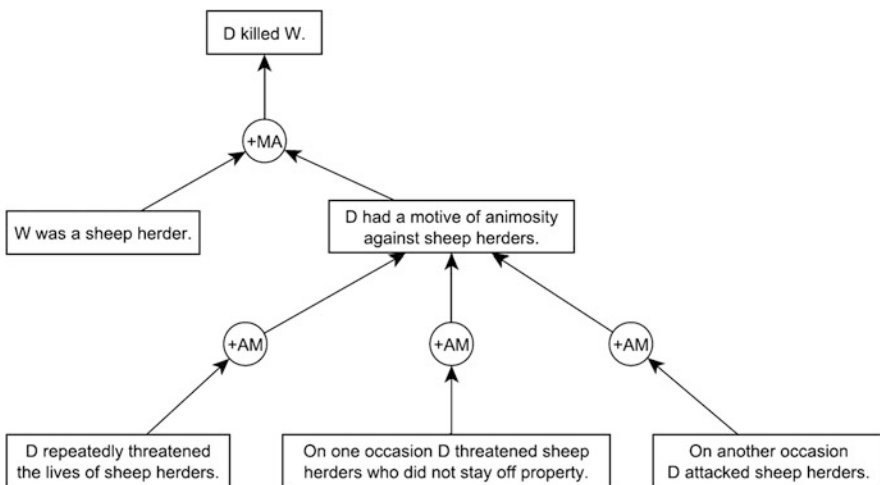 D killed W.
+MA
W was a sheep herder.
D had a motive of animosity
against sheep herders.
+AM
+AM
+AM
D repeatedly threatened
the lives of sheep herders.
On one occasion D threatened sheep
herders who did not stay off property.
On another occasion
D attacked sheep herders.